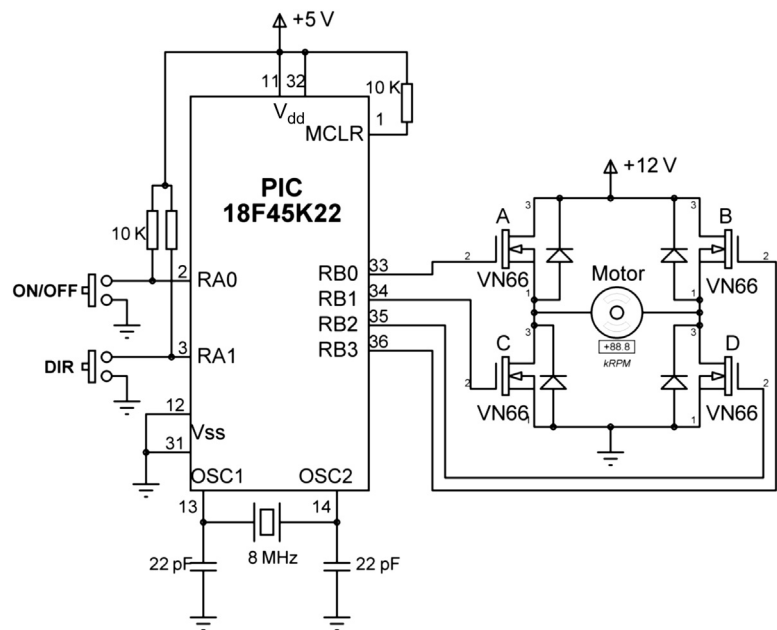 +5 V
11
32
10 K
V_dd
1
MCLR
PIC
18F45K22
10 K
2
RA0
ON/OFF
3
RA1
DIR
12
Vss
31
OSC1
OSC2
13
14
22 pF
8 MHz
22 pF
RB0
33
RB1
34
RB2
35
RB3
36
+12 V
3
3
A
B
2
2
VN66
Motor
VN66
1
1
C
3
3
D
+88.8
kRPM
2
2
VN66
VN66
1
1